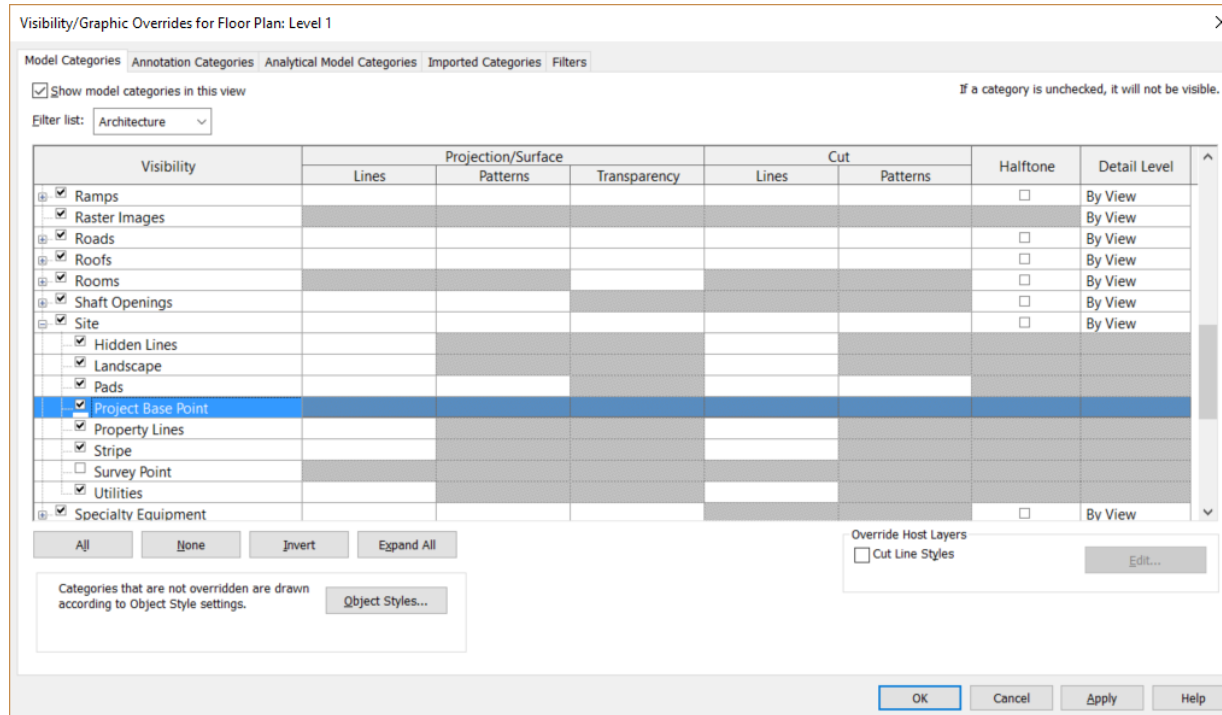 Visibility/Graphic Overrides for Floor Plan: Level 1
Model Categories Annotation Categories Analytical Model Categories Imported Categories Filters
Show model categories in this view
If a category is unchecked, it will not be visible.
Filter list: Architecture
Visibility Projection/Surface Cut Halftone Detail Level
Lines Patterns Transparency Lines Patterns
Ramps By View
Raster Images By View
Roads By View
Roofs By View
Rooms By View
Shaft Openings By View
Site By View
Hidden Lines
Landscape
Pads
Project Base Point
Property Lines
Stripe
Survey Point
Utilities
Specialty Equipment By View
All None Invert Expand All
Override Host Layers
Cut Line Styles
Edit...
Categories that are not overridden are drawn
according to Object Style settings.
Object Styles...
OK Cancel Apply Help